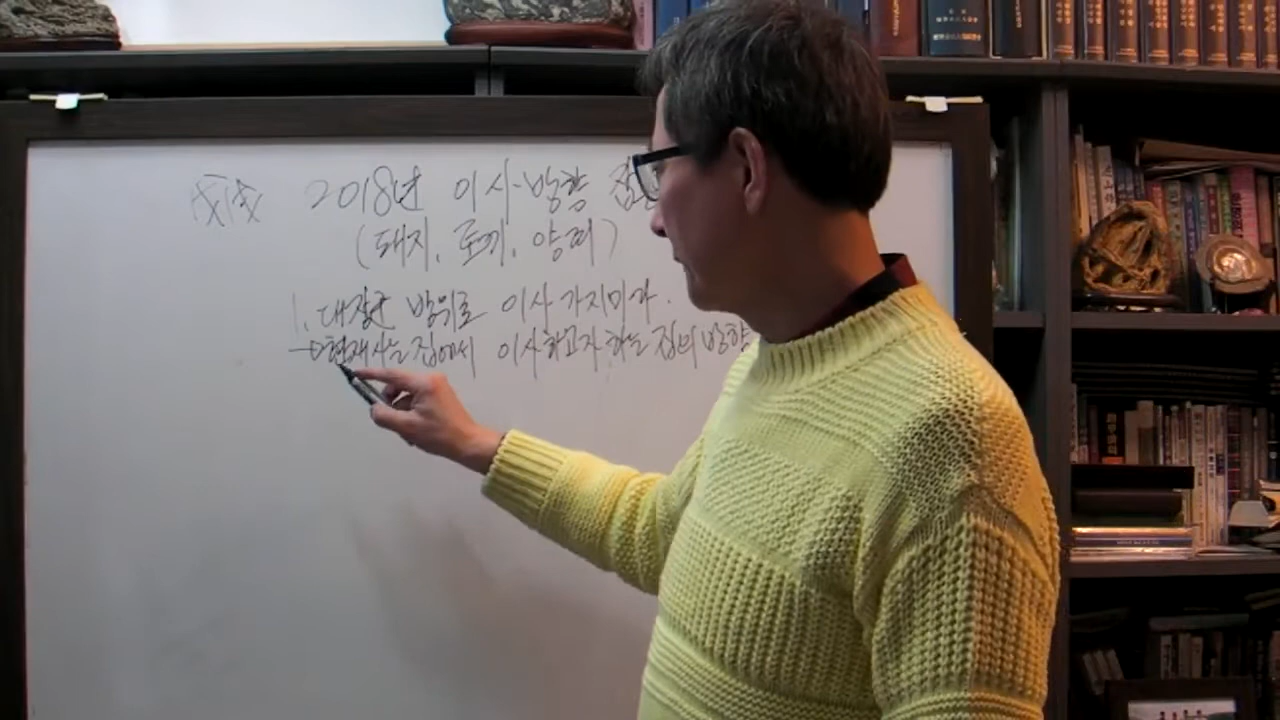 戊戌 2018년 이사·방향
(돼지, 토끼, 양띠)
1. 대장군 방위로 이사 가지마라.
→ 현재 사는 집에서 이사하고자 하는 집의 방향